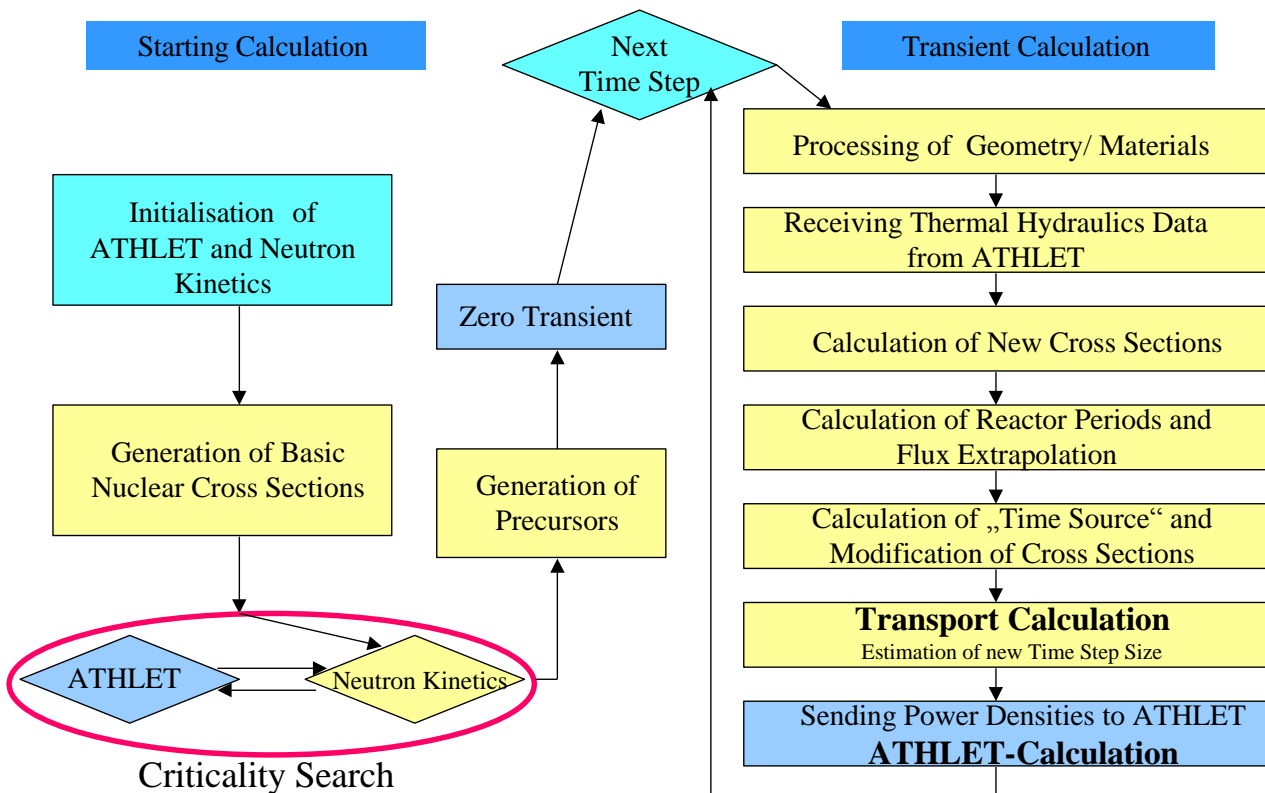 Starting Calculation
Next
Time Step
Transient Calculation
Initialisation of
ATHLET and Neutron
Kinetics
Generation of Basic
Nuclear Cross Sections
ATHLET
Neutron Kinetics
Criticality Search
Generation of
Precursors
Zero Transient
Processing of Geometry/ Materials
Receiving Thermal Hydraulics Data
from ATHLET
Calculation of New Cross Sections
Calculation of Reactor Periods and
Flux Extrapolation
Calculation of „Time Source“ and
Modification of Cross Sections
Transport Calculation
Estimation of new Time Step Size
Sending Power Densities to ATHLET
ATHLET-Calculation